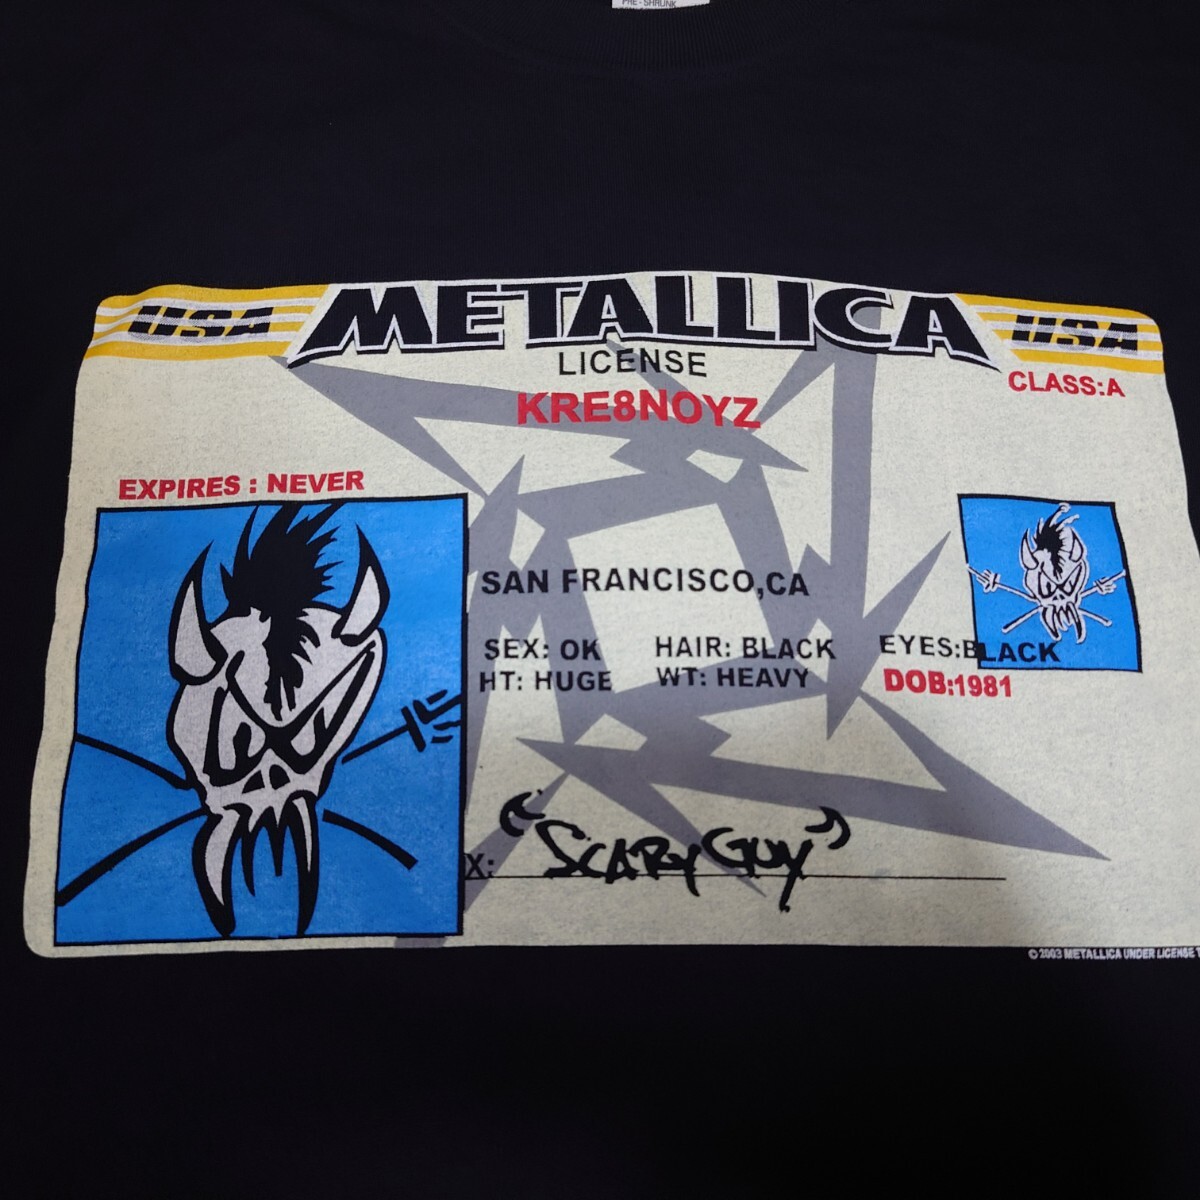 PRE-SHRUNK
USA METALLICA USA
LICENSE
CLASS:A
KRE8NOYZ
EXPIRES : NEVER
SAN FRANCISCO,CA
SEX: OK HAIR: BLACK EYES:BLACK
HT: HUGE WT: HEAVY DOB:1981
X: "SCARY GUY"
© 2003 METALLICA UNDER LICENSE